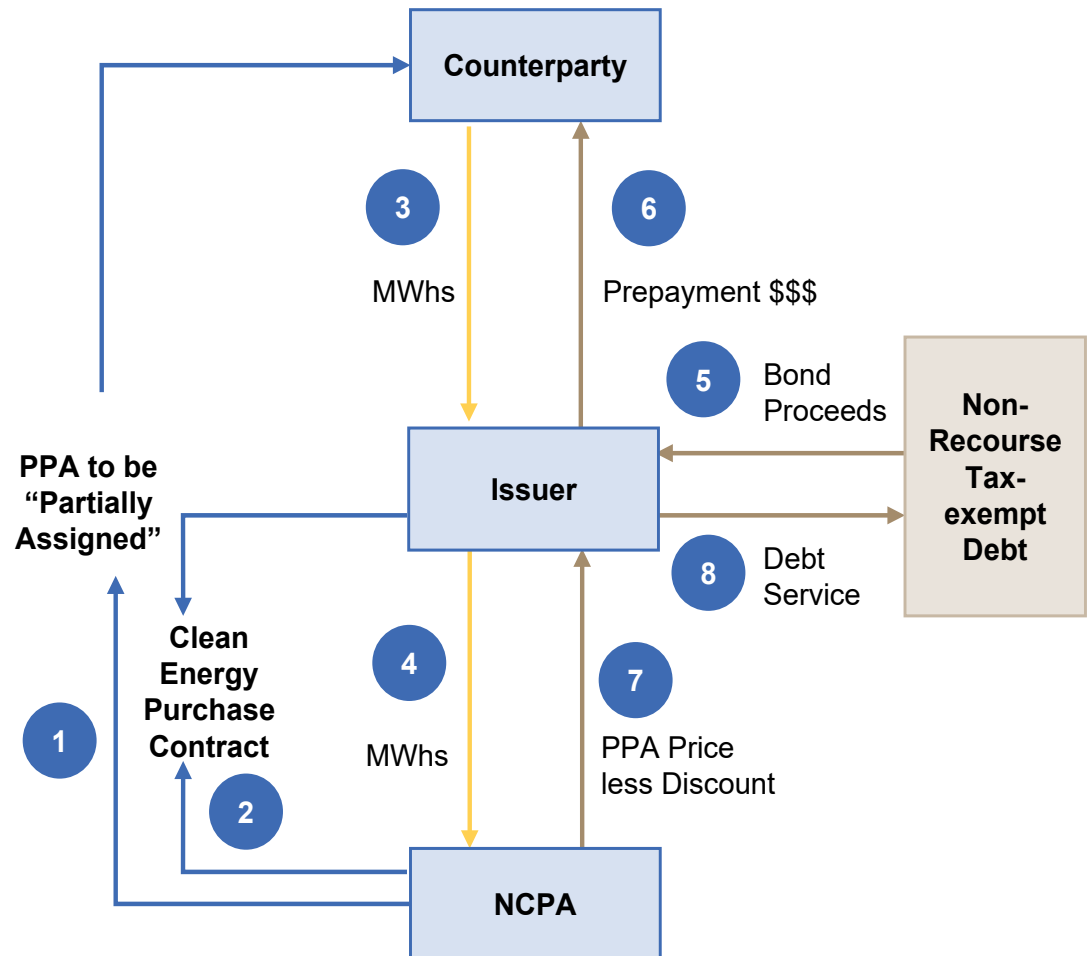 Counterparty
3
6
MWhs
Prepayment $$$
5
Bond
Proceeds
Non-
Recourse
Tax-
exempt
Debt
PPA to be
“Partially
Assigned”
Issuer
8
Debt
Service
Clean
Energy
Purchase
Contract
4
7
1
MWhs
PPA Price
less Discount
2
NCPA